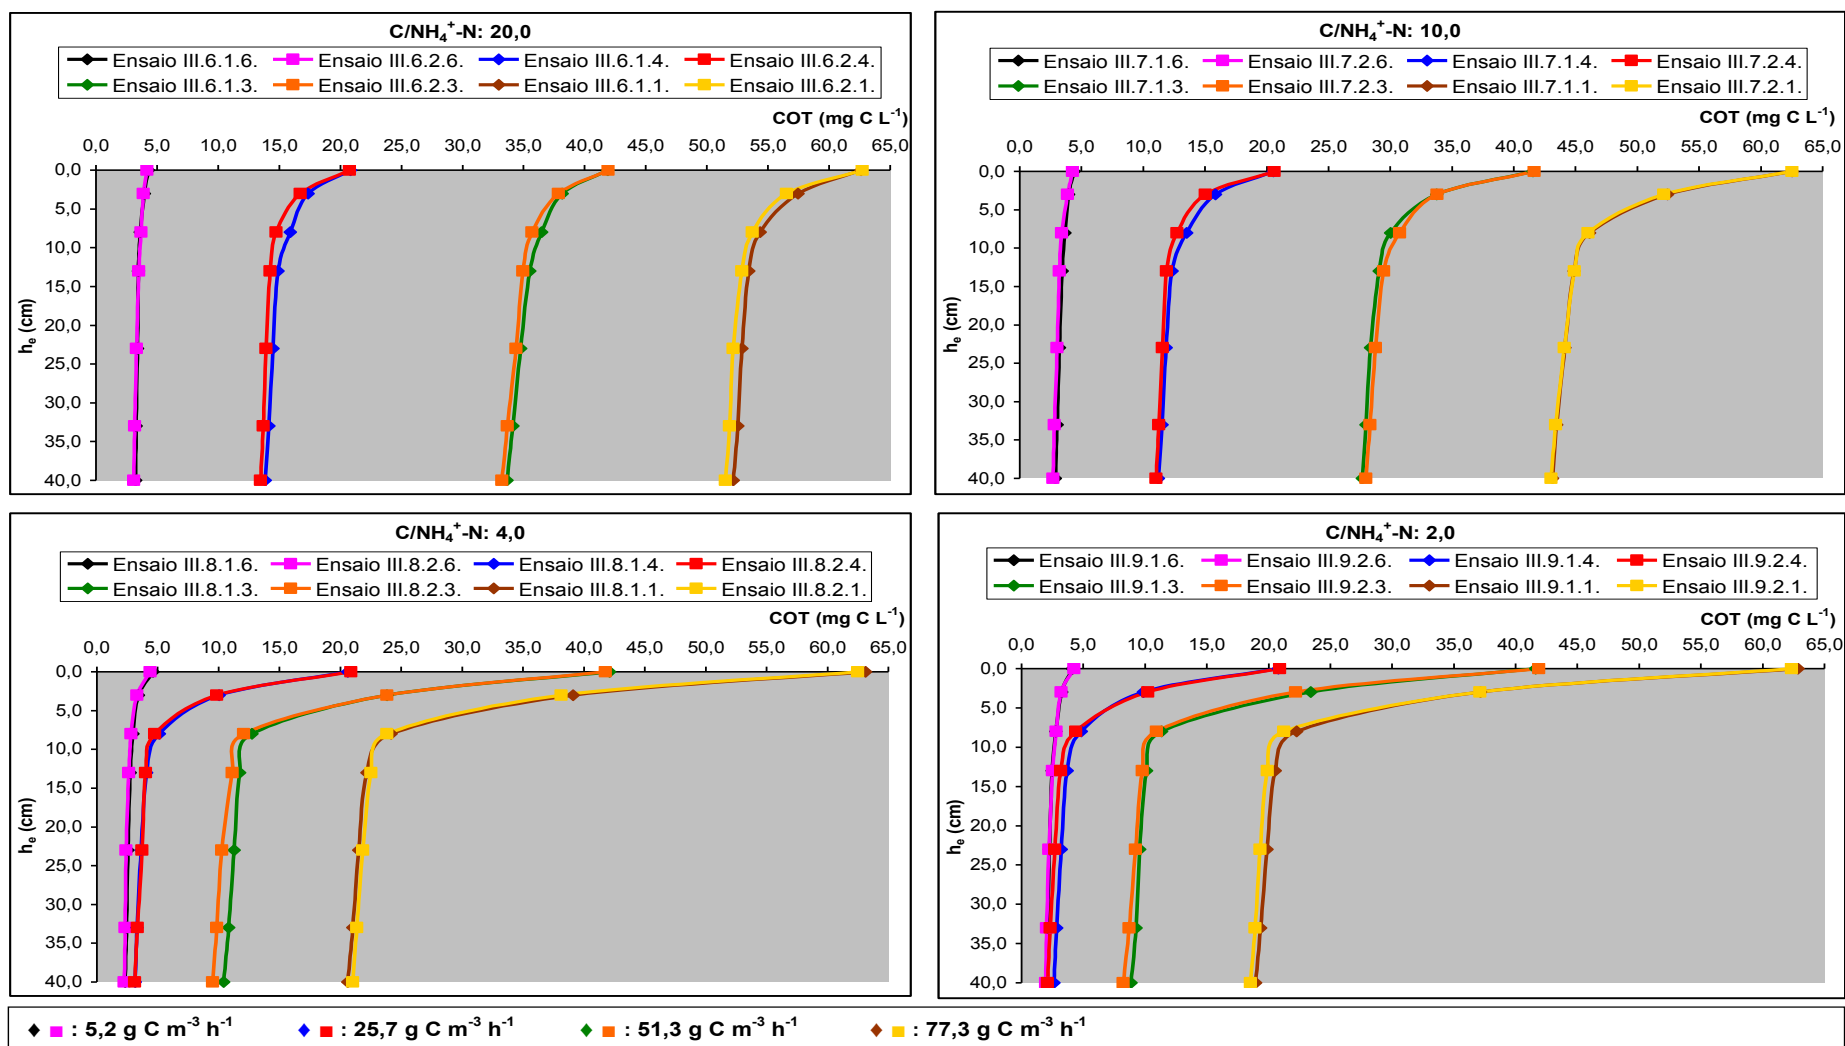 C/NH₄⁺-N: 20,0
Ensaio III.6.1.6. Ensaio III.6.2.6. Ensaio III.6.1.4. Ensaio III.6.2.4.
Ensaio III.6.1.3. Ensaio III.6.2.3. Ensaio III.6.1.1. Ensaio III.6.2.1.
COT (mg C L⁻¹)
0,0 5,0 10,0 15,0 20,0 25,0 30,0 35,0 40,0 45,0 50,0 55,0 60,0 65,0
0,0
5,0
10,0
15,0
20,0
25,0
30,0
35,0
40,0
hₑ (cm)
C/NH₄⁺-N: 10,0
Ensaio III.7.1.6. Ensaio III.7.2.6. Ensaio III.7.1.4. Ensaio III.7.2.4.
Ensaio III.7.1.3. Ensaio III.7.2.3. Ensaio III.7.1.1. Ensaio III.7.2.1.
COT (mg C L⁻¹)
0,0 5,0 10,0 15,0 20,0 25,0 30,0 35,0 40,0 45,0 50,0 55,0 60,0 65,0
0,0
5,0
10,0
15,0
20,0
25,0
30,0
35,0
40,0
hₑ (cm)
C/NH₄⁺-N: 4,0
Ensaio III.8.1.6. Ensaio III.8.2.6. Ensaio III.8.1.4. Ensaio III.8.2.4.
Ensaio III.8.1.3. Ensaio III.8.2.3. Ensaio III.8.1.1. Ensaio III.8.2.1.
COT (mg C L⁻¹)
0,0 5,0 10,0 15,0 20,0 25,0 30,0 35,0 40,0 45,0 50,0 55,0 60,0 65,0
0,0
5,0
10,0
15,0
20,0
25,0
30,0
35,0
40,0
hₑ (cm)
C/NH₄⁺-N: 2,0
Ensaio III.9.1.6. Ensaio III.9.2.6. Ensaio III.9.1.4. Ensaio III.9.2.4.
Ensaio III.9.1.3. Ensaio III.9.2.3. Ensaio III.9.1.1. Ensaio III.9.2.1.
COT (mg C L⁻¹)
0,0 5,0 10,0 15,0 20,0 25,0 30,0 35,0 40,0 45,0 50,0 55,0 60,0 65,0
0,0
5,0
10,0
15,0
20,0
25,0
30,0
35,0
40,0
hₑ (cm)
: 5,2 g C m⁻³ h⁻¹ : 25,7 g C m⁻³ h⁻¹ : 51,3 g C m⁻³ h⁻¹ : 77,3 g C m⁻³ h⁻¹